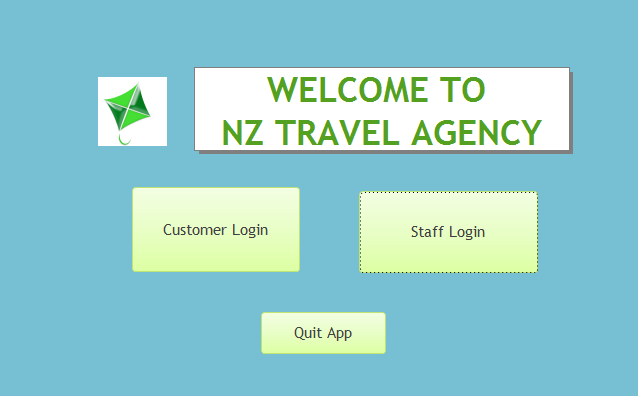 WELCOME TO
NZ TRAVEL AGENCY
Customer Login
Staff Login
Quit App